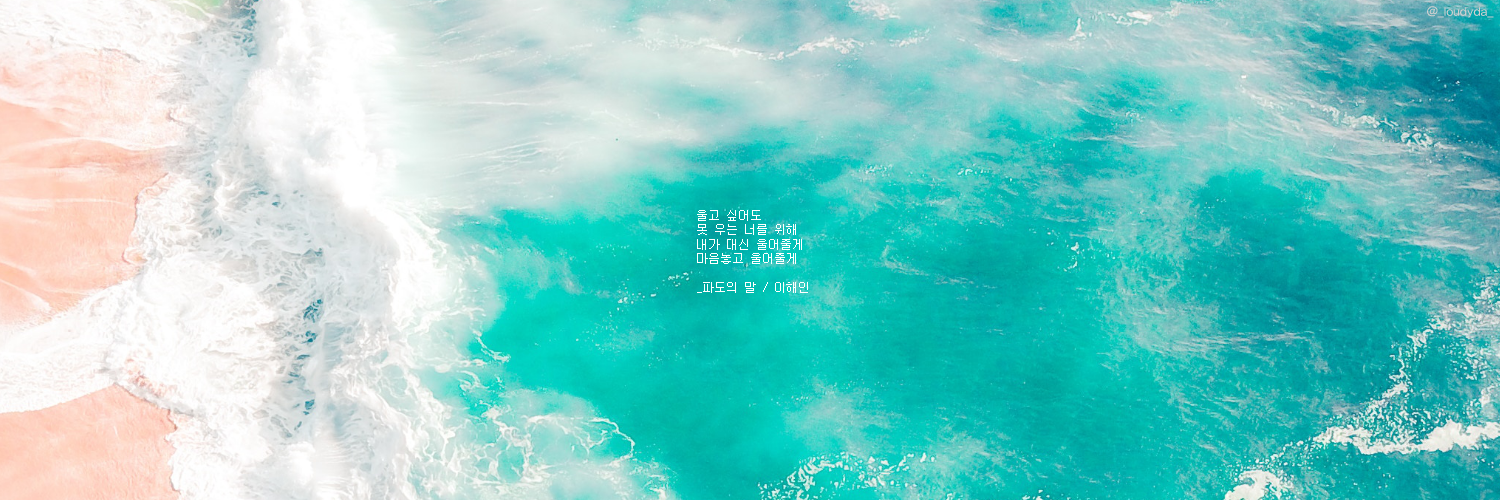 @_loudyda_
울고 싶어도
못 우는 너를 위해
내가 대신 울어줄게
마음놓고 울어줄게
_파도의 말 / 이해인